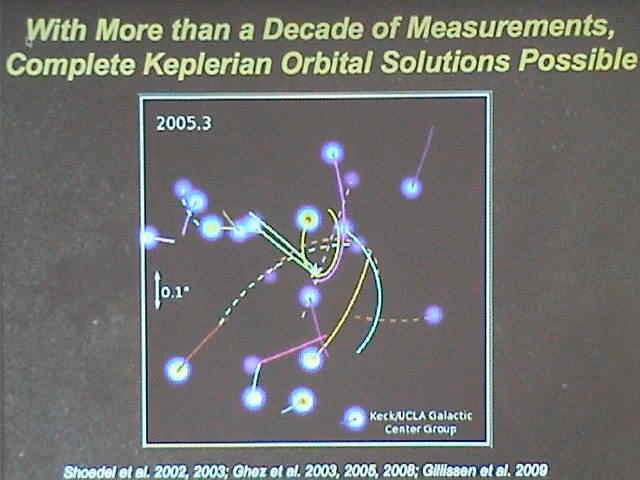 With More than a Decade of Measurements,
Complete Keplerian Orbital Solutions Possible
2005.3
0.1"
Keck/UCLA Galactic
Center Group
Shoedel et al. 2002, 2003; Ghez et al. 2003, 2005, 2008; Gillissen et al. 2009